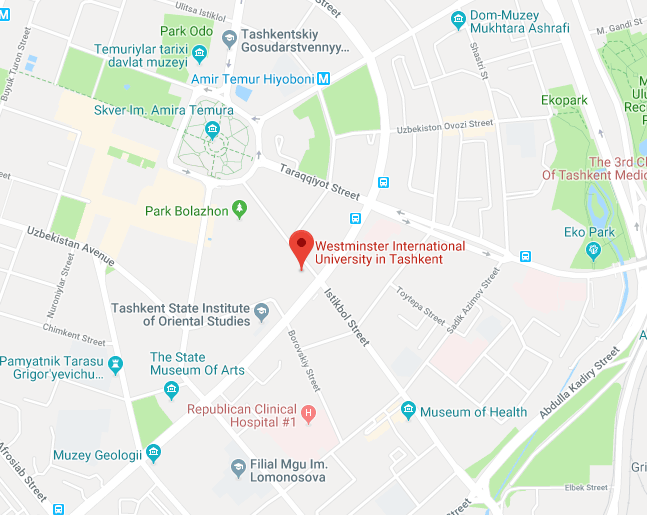 Ulitsa Istiklol
Park Odo
Tashkentskiy
Gosudarstvennyy...
Dom-Muzey
Mukhtara Ashrafi
M. Gandi St
Buyuk Turon Street
Temuriylar tarixi
davlat muzeyi
Amir Temur Hiyoboni
M
Shastri St
Skver Im. Amira Temura
Ekopark
Uzbekiston Ovozi Street
Taraqqiyot Street
The 3rd
Of Tashkent Medic
Park Bolazhon
Uzbekistan Avenue
Eko Park
Westminster International
University in Tashkent
Nuroniylar Street
Toytepa Street
Sadik Azimov Street
Tashkent State Institute
of Oriental Studies
Istikbol Street
Chimkent Street
Borovskiy Street
Pamyatnik Tarasu
Grigor'yevichu...
The State
Museum Of Arts
Abdulla Kadiry Street
Republican Clinical
Hospital #1
H
Museum of Health
Muzey Geologii
Afrosiab Street
Filial Mgu Im.
Lomonosova
Gri
Elbek Street
Street